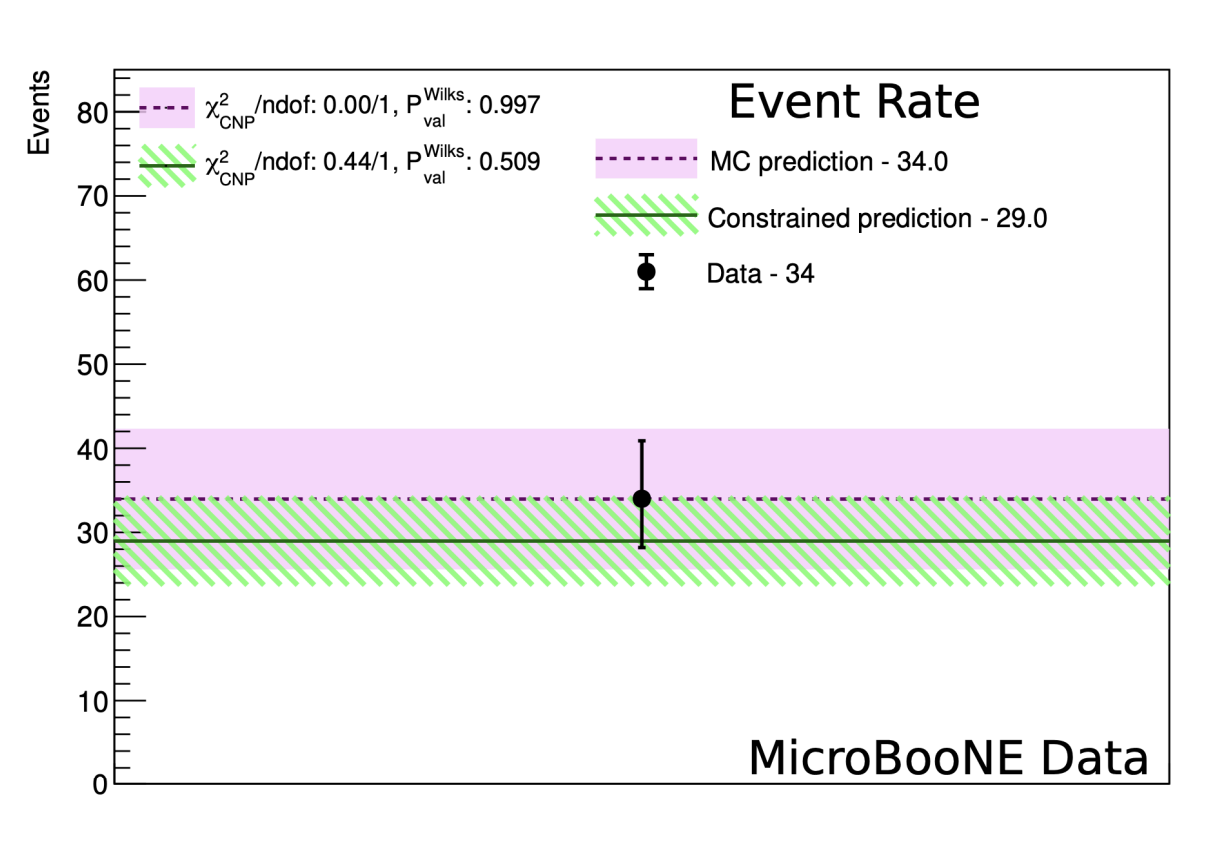 Events
Event Rate
χ²CNP/ndof: 0.00/1, PvalWilks: 0.997
χ²CNP/ndof: 0.44/1, PvalWilks: 0.509
MC prediction - 34.0
Constrained prediction - 29.0
Data - 34
80
70
60
50
40
30
20
10
0
MicroBooNE Data